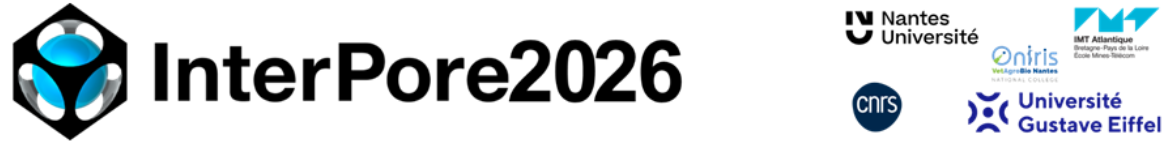 InterPore2026
Nantes
Université
IMT Atlantique
Bretagne-Pays de la Loire
École Mines-Télécom
Oniris
VetAgroBio Nantes
NATIONAL COLLEGE
cnrs
Université
Gustave Eiffel